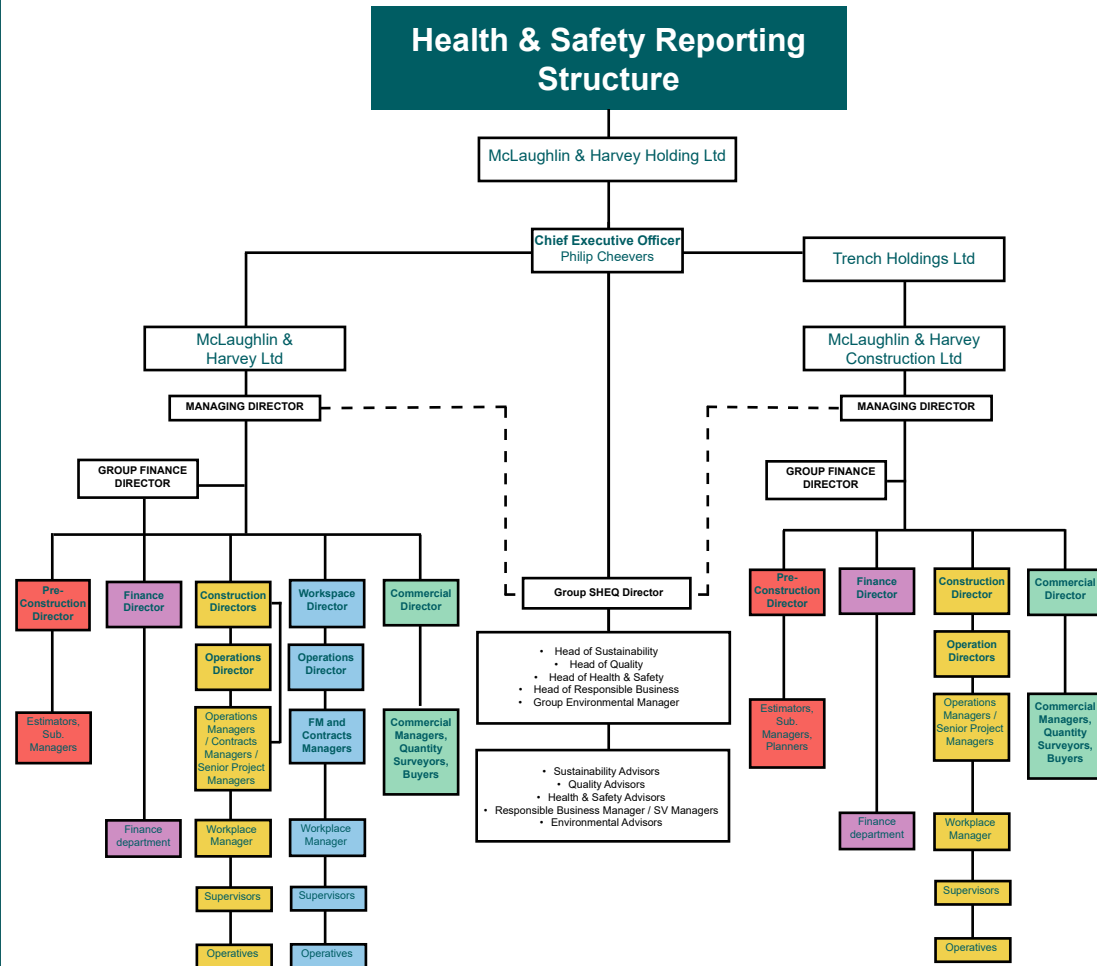 Health & Safety Reporting
Structure
McLaughlin & Harvey Holding Ltd
Chief Executive Officer
Philip Cheevers
Trench Holdings Ltd
McLaughlin &
Harvey Ltd
McLaughlin & Harvey
Construction Ltd
MANAGING DIRECTOR
MANAGING DIRECTOR
GROUP FINANCE
DIRECTOR
GROUP FINANCE
DIRECTOR
Pre-
Construction
Director
Finance
Director
Construction
Directors
Workspace
Director
Commercial
Director
Group SHEQ Director
Pre-
Construction
Director
Finance
Director
Construction
Director
Commercial
Director
Operations
Director
Operations
Director
• Head of Sustainability
• Head of Quality
• Head of Health & Safety
• Head of Responsible Business
• Group Environmental Manager
Operation
Directors
Estimators,
Sub.
Managers
Operations
Managers
/ Contracts
Managers /
Senior Project
Managers
FM and
Contracts
Managers
Commercial
Managers,
Quantity
Surveyors,
Buyers
Estimators,
Sub.
Managers,
Planners
Operations
Managers /
Senior Project
Managers
Commercial
Managers,
Quantity
Surveyors,
Buyers
• Sustainability Advisors
• Quality Advisors
• Health & Safety Advisors
• Responsible Business Manager / SV Managers
• Environmental Advisors
Finance
department
Workplace
Manager
Workplace
Manager
Finance
department
Workplace
Manager
Supervisors
Supervisors
Supervisors
Operatives
Operatives
Operatives